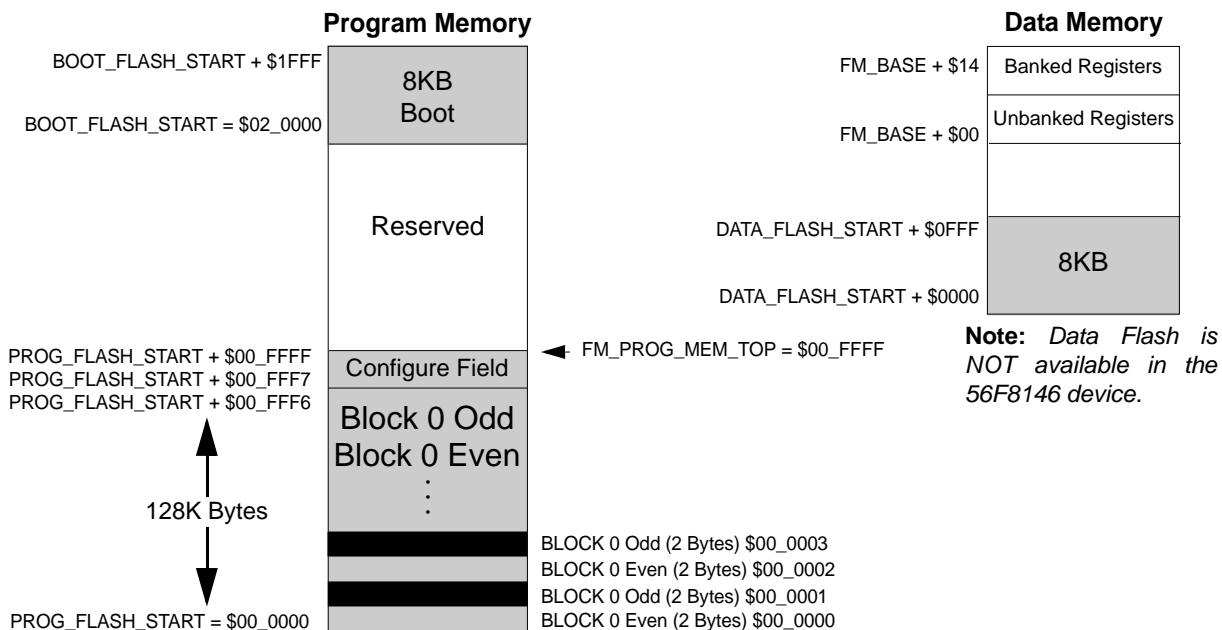 Program Memory
BOOT_FLASH_START + $1FFF
8KB
Boot
BOOT_FLASH_START = $02_0000
Reserved
PROG_FLASH_START + $00_FFFF
FM_PROG_MEM_TOP = $00_FFFF
Configure Field
PROG_FLASH_START + $00_FFF7
PROG_FLASH_START + $00_FFF6
Block 0 Odd
Block 0 Even
128K Bytes
BLOCK 0 Odd (2 Bytes) $00_0003
BLOCK 0 Even (2 Bytes) $00_0002
BLOCK 0 Odd (2 Bytes) $00_0001
PROG_FLASH_START = $00_0000
BLOCK 0 Even (2 Bytes) $00_0000
Data Memory
FM_BASE + $14
Banked Registers
Unbanked Registers
FM_BASE + $00
DATA_FLASH_START + $0FFF
8KB
DATA_FLASH_START + $0000
Note: Data Flash is
NOT available in the
56F8146 device.